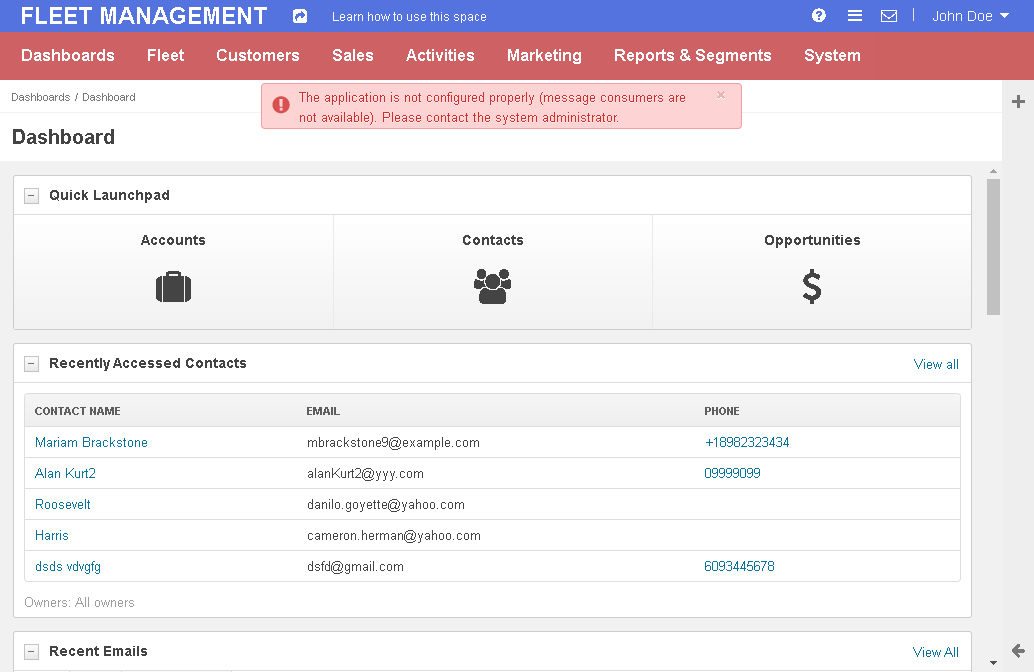 FLEET MANAGEMENT Learn how to use this space John Doe
Dashboards Fleet Customers Sales Activities Marketing Reports & Segments System
Dashboards / Dashboard
The application is not configured properly (message consumers are
not available). Please contact the system administrator.
×
Dashboard
Quick Launchpad
Accounts Contacts Opportunities
Recently Accessed Contacts View all
CONTACT NAME EMAIL PHONE
Mariam Brackstone mbrackstone9@example.com +18982323434
Alan Kurt2 alanKurt2@yyy.com 09999099
Roosevelt danilo.goyette@yahoo.com
Harris cameron.herman@yahoo.com
dsds vdvgfg dsfd@gmail.com 6093445678
Owners: All owners
Recent Emails View All